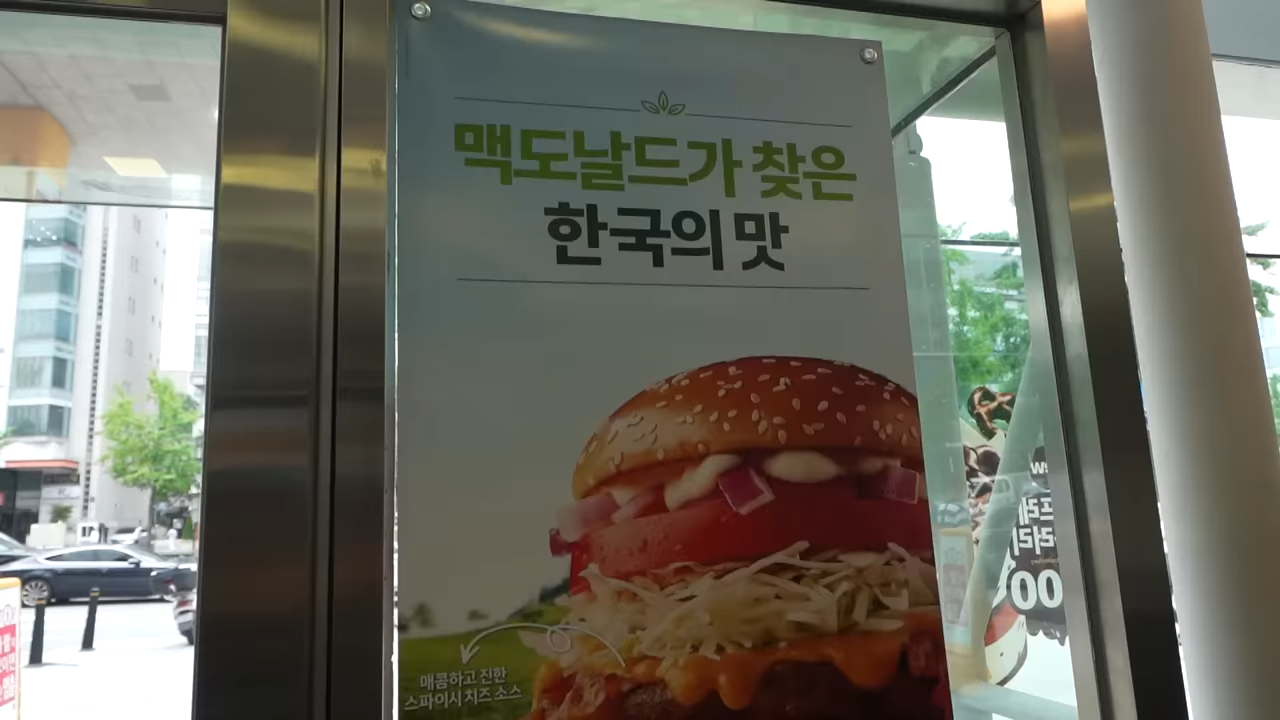 맥도날드가 찾은
한국의 맛
매콤하고 진한
스파이시 치즈 소스